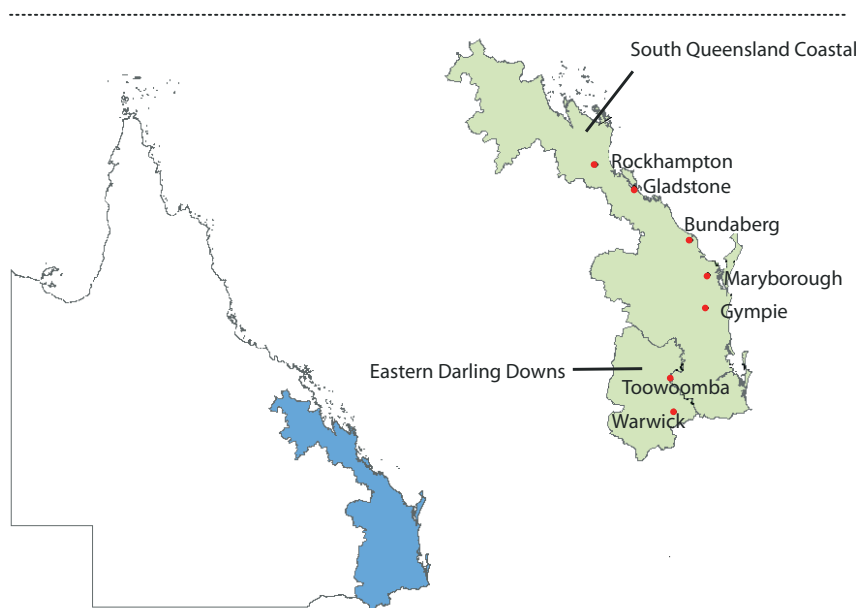 South Queensland Coastal
Rockhampton
Gladstone
Bundaberg
Maryborough
Gympie
Eastern Darling Downs
Toowoomba
Warwick